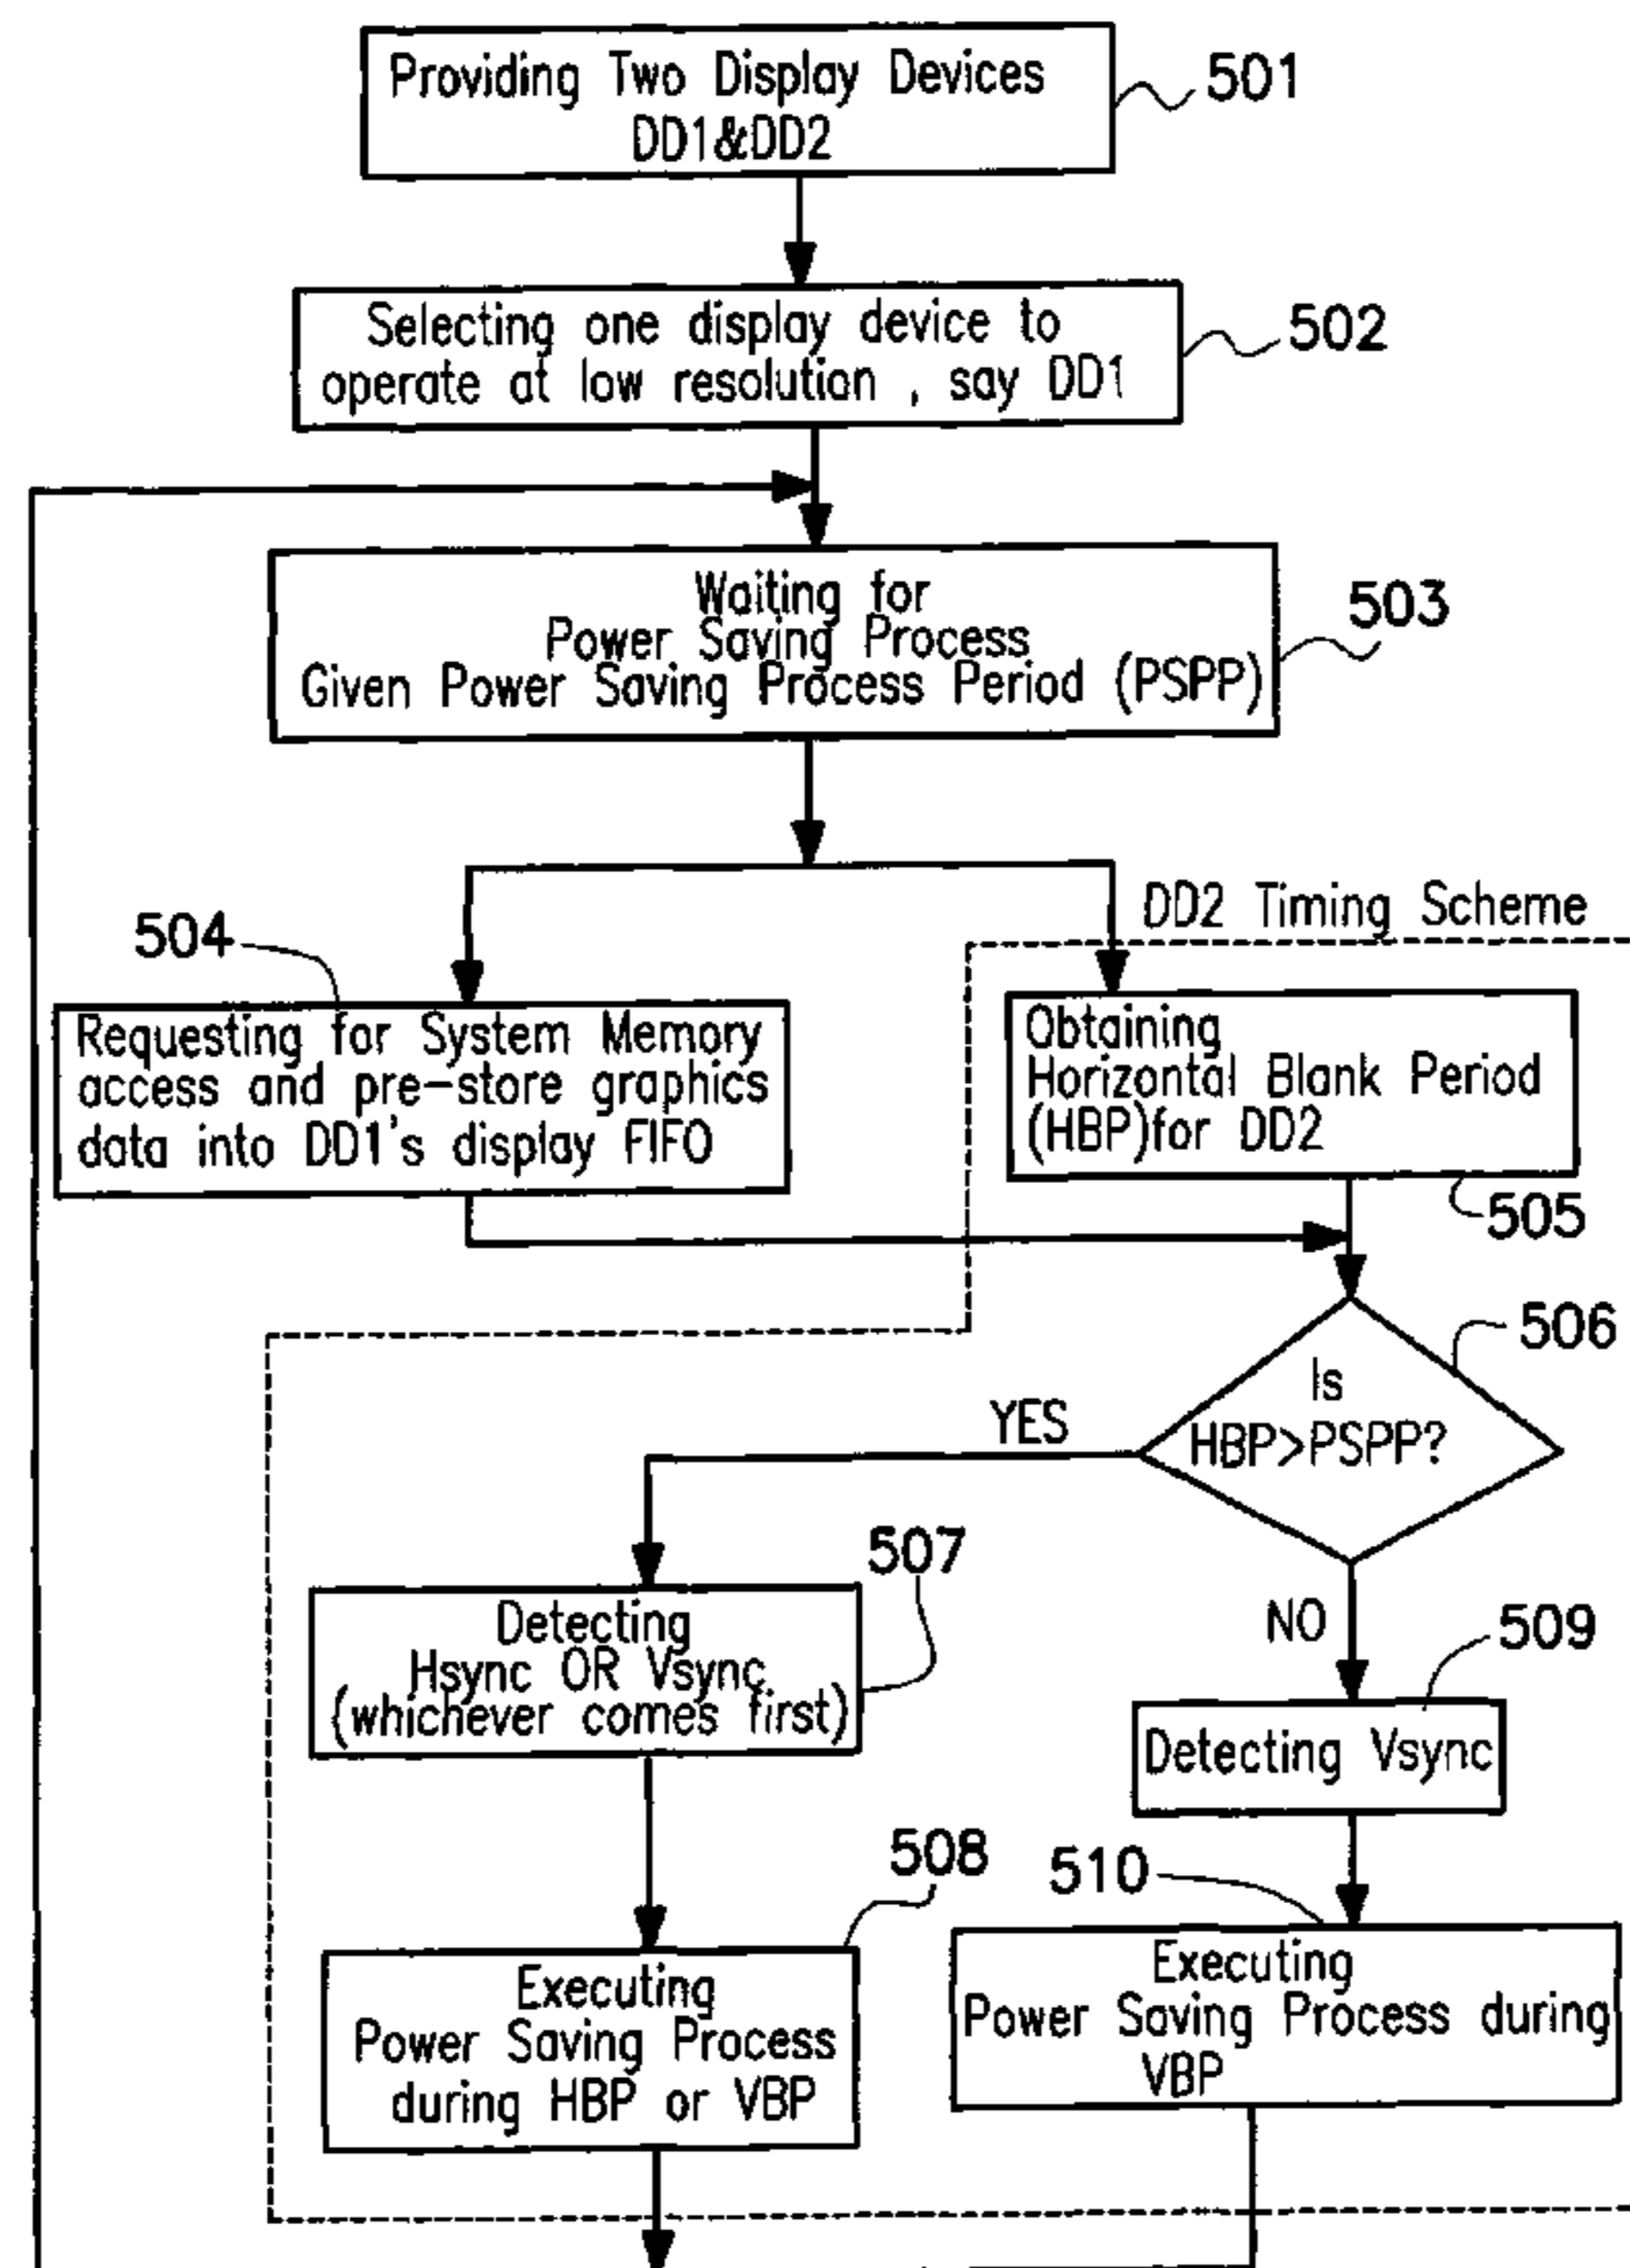 Providing Two Display Devices
DD1&DD2
501
Selecting one display device to
operate at low resolution , say DD1
502
Waiting for
Power Saving Process
Given Power Saving Process Period (PSPP)
503
DD2 Timing Scheme
504
Requesting for System Memory
access and pre-store graphics
data into DD1's display FIFO
Obtaining
Horizontal Blank Period
(HBP)for DD2
505
506
Is
HBP>PSPP?
YES
NO
507
Detecting
Hsync OR Vsync
(whichever comes first)
509
Detecting Vsync
508
Executing
Power Saving Process
during HBP or VBP
510
Executing
Power Saving Process during
VBP